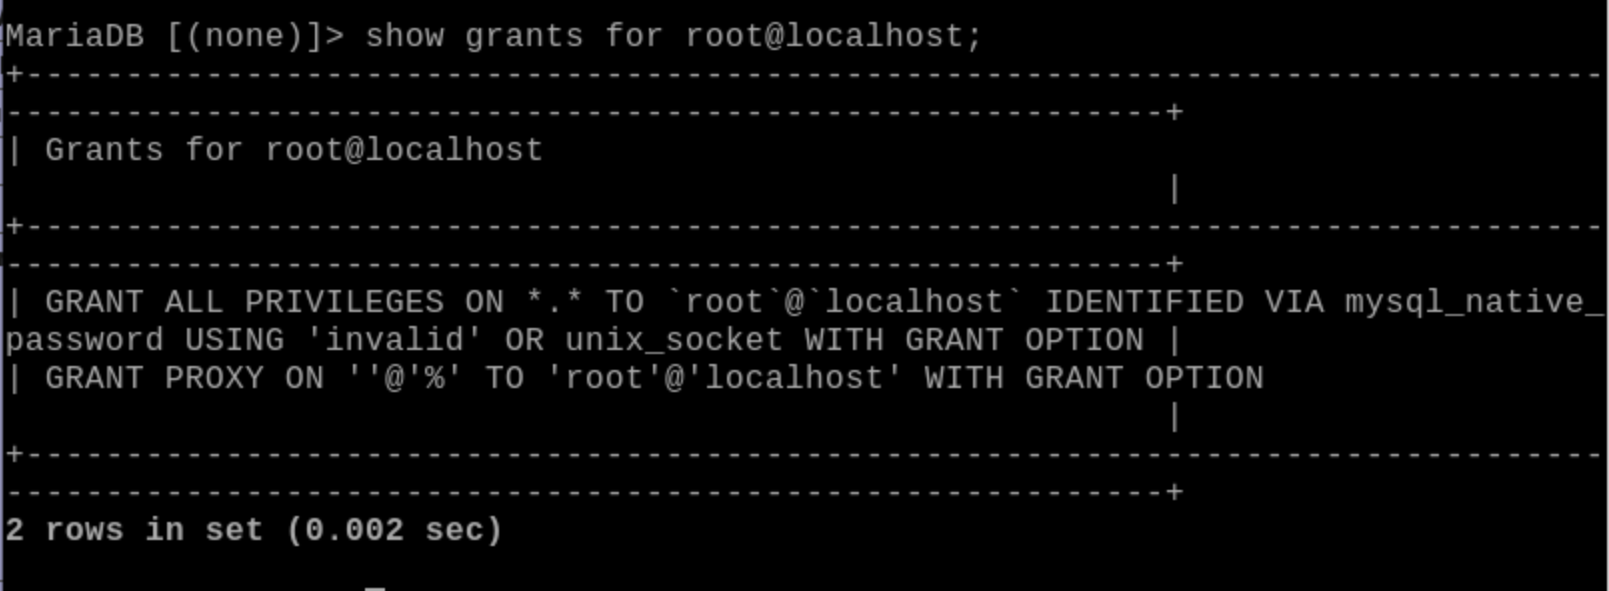 MariaDB [(none)]> show grants for root@localhost;
+-------------------------------------------------------------------------------
----------------------------------------------------------+
| Grants for root@localhost
                                                          |
+-------------------------------------------------------------------------------
----------------------------------------------------------+
| GRANT ALL PRIVILEGES ON *.* TO `root`@`localhost` IDENTIFIED VIA mysql_native_
password USING 'invalid' OR unix_socket WITH GRANT OPTION |
| GRANT PROXY ON ''@'%' TO 'root'@'localhost' WITH GRANT OPTION
                                                          |
+-------------------------------------------------------------------------------
----------------------------------------------------------+
2 rows in set (0.002 sec)